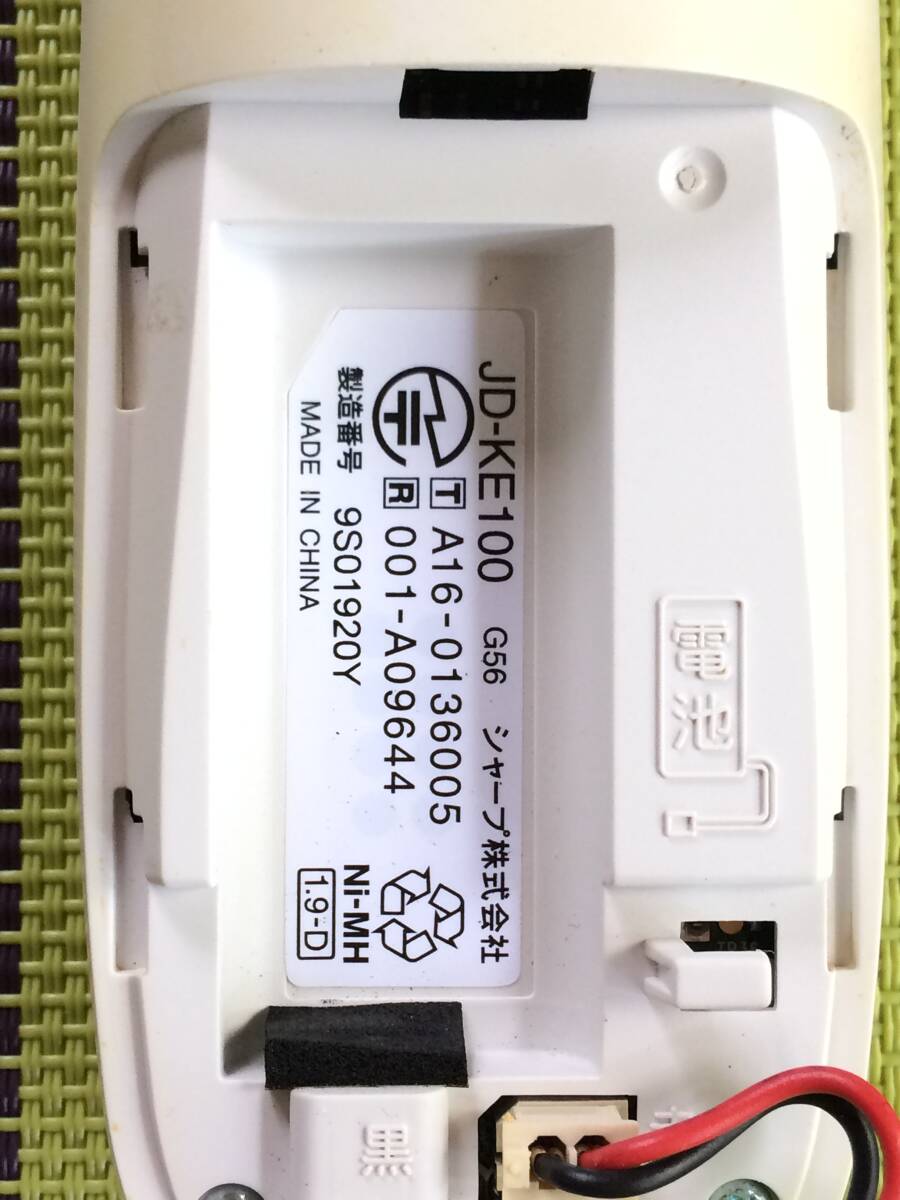 JD-KE100 G56 シャープ株式会社
T A16-0136005
R 001-A09644
製造番号 9S01920Y
MADE IN CHINA
Ni-MH
1.9-D
電池
黒